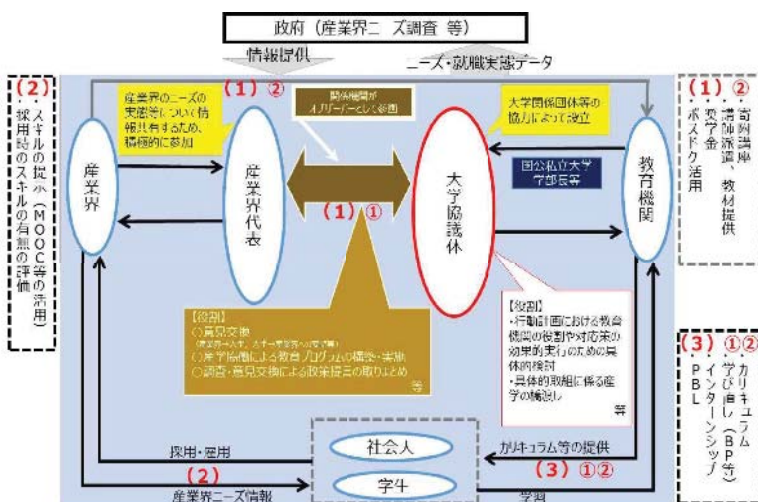 政府（産業界ニーズ調査 等）
情報提供
ニーズ・就職実態データ
（2）
・スキルの提示（MOOC等の活用）
・採用時のスキルの有無の評価
産業界のニーズの
実態等について情
報共有するため、
積極的に参加
（1）②
関係機関が
オブザーバーとして参画
大学関係団体等の
協力によって設立
（1）②
・寄附講座
・講師派遣、教材提供
・奨学金
・ポスドク活用
産業界
産業界代表
（1）①
大学協議体
国公私立大学
学部長等
教育機関
【役割】
○意見交換
○産学協働による教育プログラムの構築・実施
○調査・意見交換による政策提言の取りまとめ
等
【役割】
・行動計画における教育
機関の役割や対応策の
効果的実行のための具
体的検討
・具体的取組に係る産
学の橋渡し
等
（3）①②
・カリキュラム
・学び直し（BP等）
・インターンシップ
・PBL
採用・雇用
（2）
産業界ニーズ情報
社会人
学生
カリキュラム等の提供
（3）①②
学習